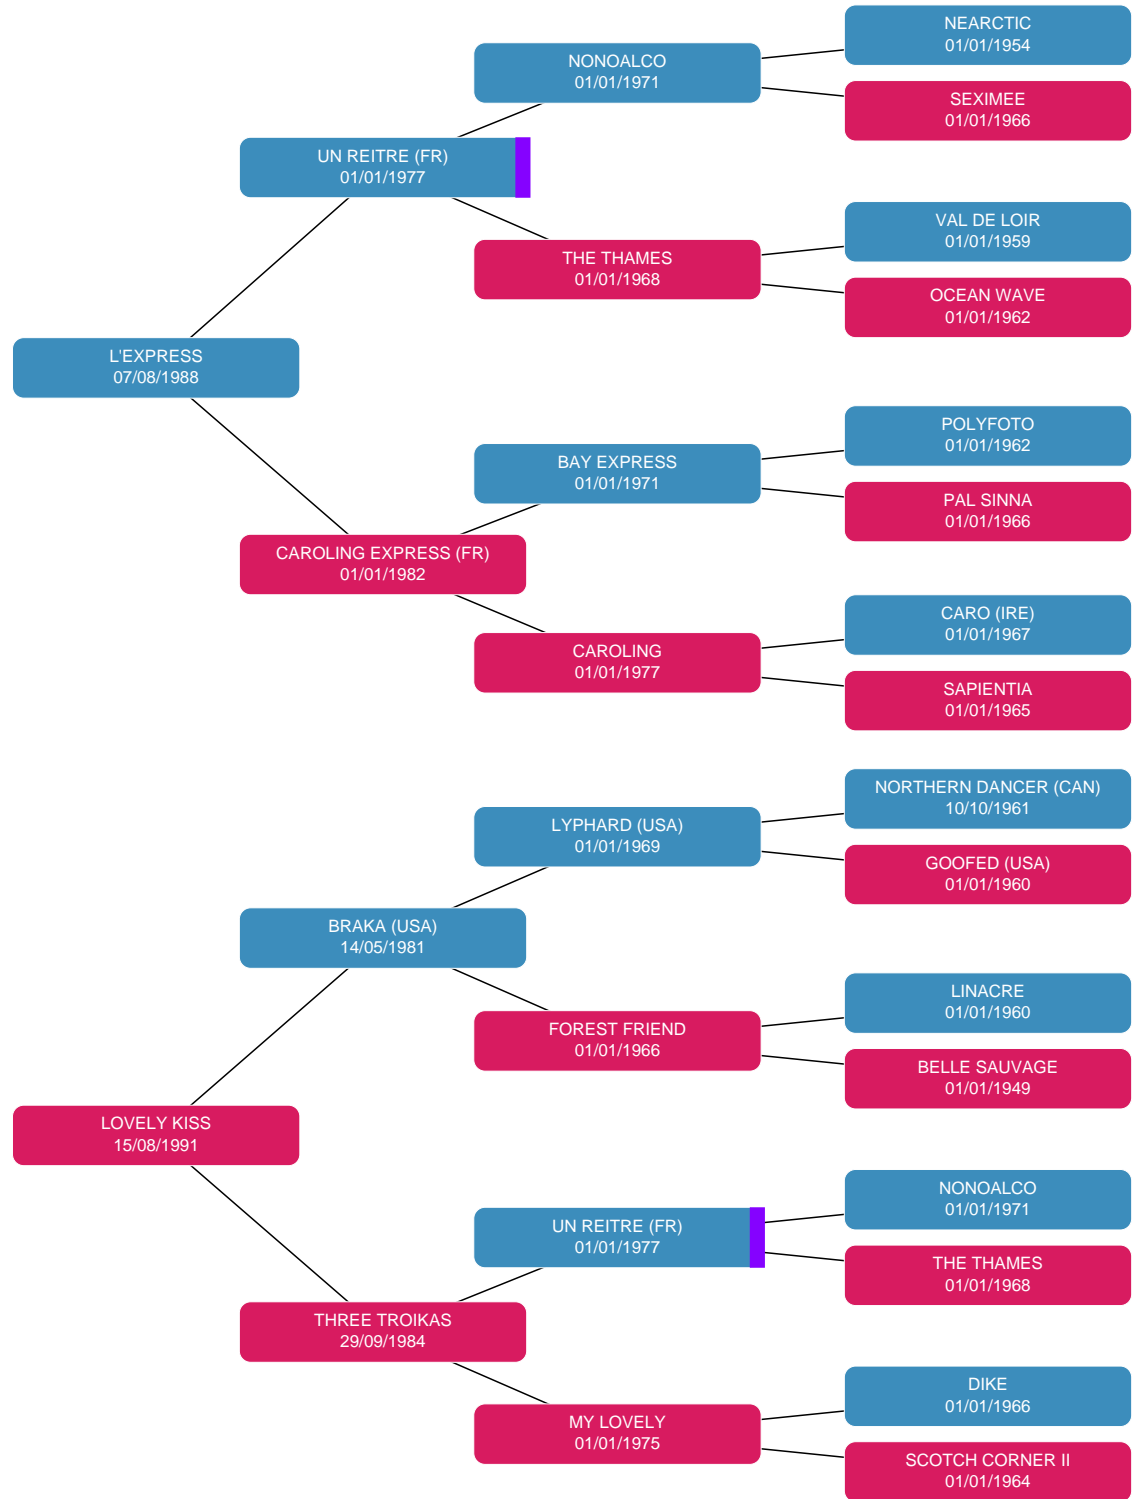 NEARCTIC
01/01/1954
NONOALCO
01/01/1971
SEXIMEE
01/01/1966
UN REITRE (FR)
01/01/1977
VAL DE LOIR
01/01/1959
THE THAMES
01/01/1968
OCEAN WAVE
01/01/1962
L'EXPRESS
07/08/1988
POLYFOTO
01/01/1962
BAY EXPRESS
01/01/1971
PAL SINNA
01/01/1966
CAROLING EXPRESS (FR)
01/01/1982
CARO (IRE)
01/01/1967
CAROLING
01/01/1977
SAPIENTIA
01/01/1965
NORTHERN DANCER (CAN)
10/10/1961
LYPHARD (USA)
01/01/1969
GOOFED (USA)
01/01/1960
BRAKA (USA)
14/05/1981
LINACRE
01/01/1960
FOREST FRIEND
01/01/1966
BELLE SAUVAGE
01/01/1949
LOVELY KISS
15/08/1991
NONOALCO
01/01/1971
UN REITRE (FR)
01/01/1977
THE THAMES
01/01/1968
THREE TROIKAS
29/09/1984
DIKE
01/01/1966
MY LOVELY
01/01/1975
SCOTCH CORNER II
01/01/1964